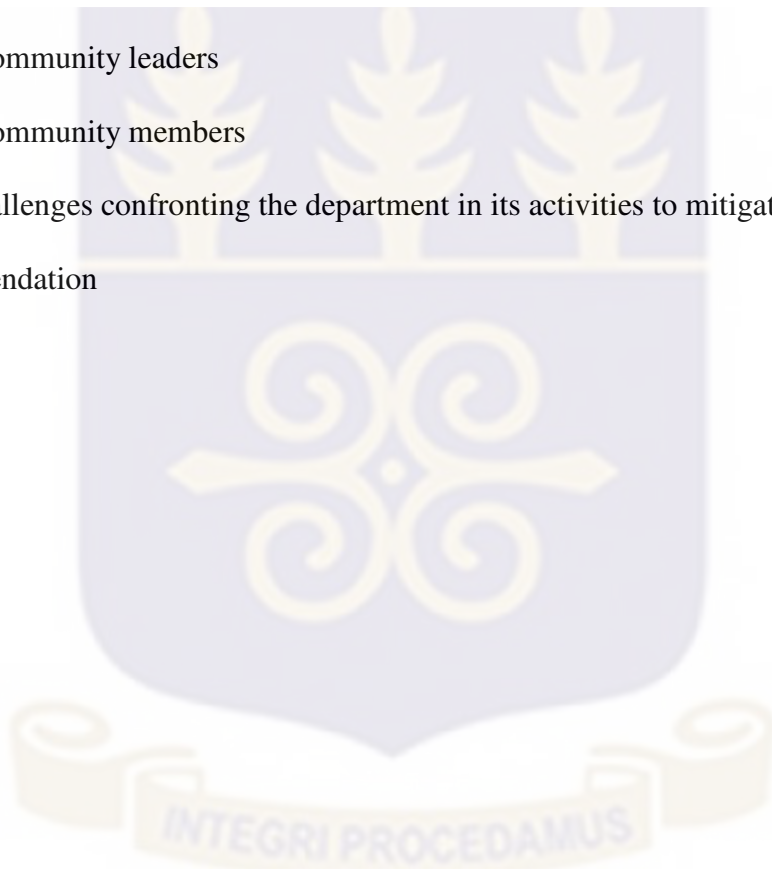 ommunity leaders
ommunity members
allenges confronting the department in its activities to mitigat
endation
INTEGRI PROCEDAMUS